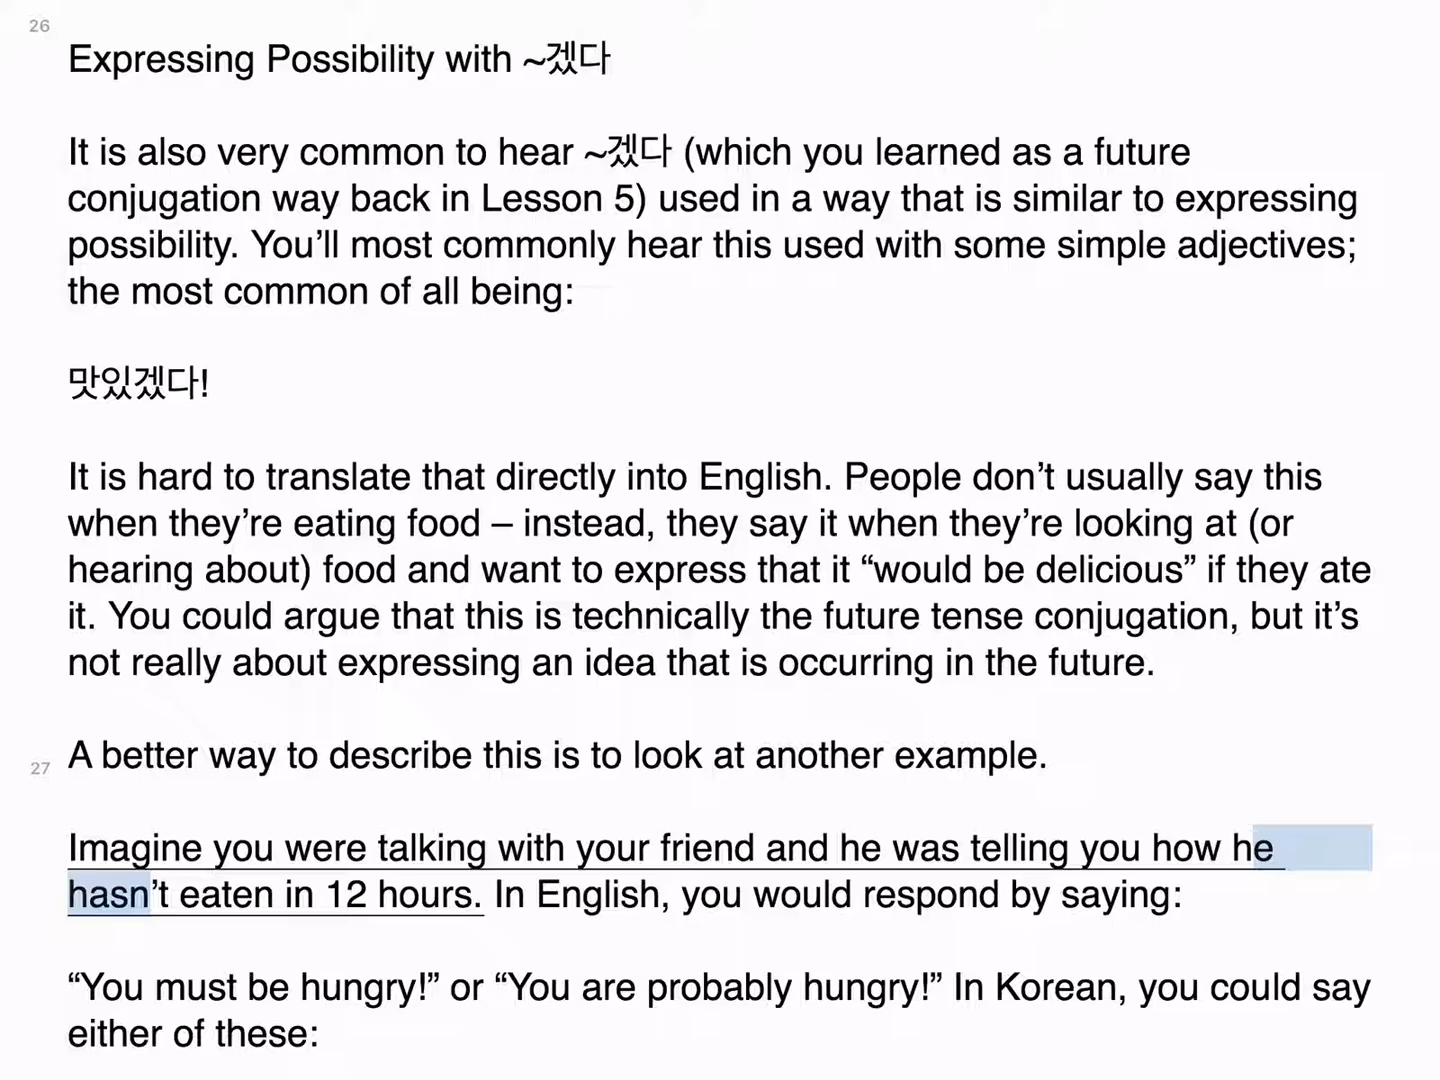 26
Expressing Possibility with ~겠다
It is also very common to hear ~겠다 (which you learned as a future
conjugation way back in Lesson 5) used in a way that is similar to expressing
possibility. You’ll most commonly hear this used with some simple adjectives;
the most common of all being:
맛있겠다!
It is hard to translate that directly into English. People don’t usually say this
when they’re eating food – instead, they say it when they’re looking at (or
hearing about) food and want to express that it “would be delicious” if they ate
it. You could argue that this is technically the future tense conjugation, but it’s
not really about expressing an idea that is occurring in the future.
27
A better way to describe this is to look at another example.
Imagine you were talking with your friend and he was telling you how he
hasn’t eaten in 12 hours. In English, you would respond by saying:
“You must be hungry!” or “You are probably hungry!” In Korean, you could say
either of these: